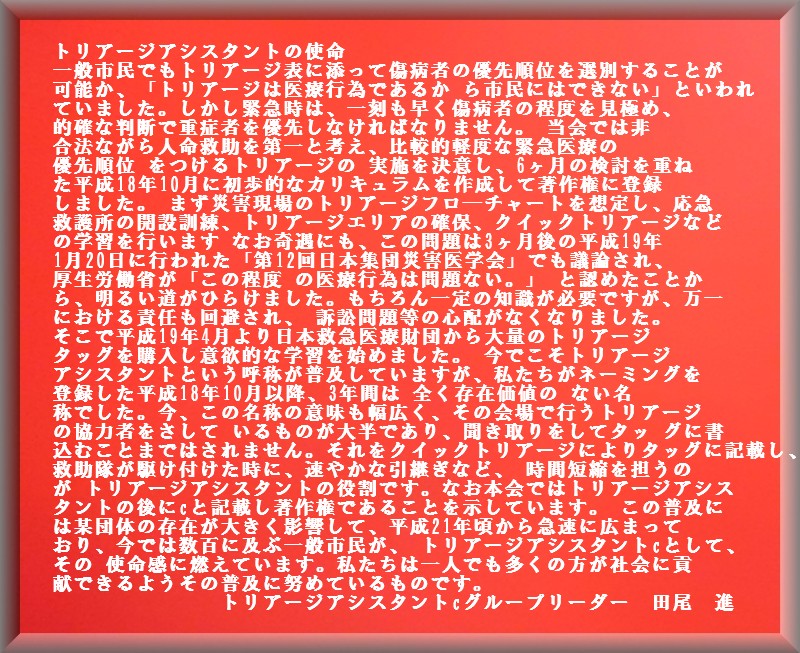 トリアージアシスタントの使命
一般市民でもトリアージ表に添って傷病者の優先順位を選別することが
可能か、「トリアージは医療行為であるか ら市民にはできない」といわれ
ていました。しかし緊急時は、一刻も早く傷病者の程度を見極め、
的確な判断で重症者を優先しなければなりません。 当会では非
合法ながら人命救助を第一と考え、比較的軽度な緊急医療の
優先順位 をつけるトリアージの 実施を決意し、6ヶ月の検討を重ね
た平成18年10月に初歩的なカリキュラムを作成して著作権に登録
しました。 まず災害現場のトリアージフローチャートを想定し、応急
救護所の開設訓練、トリアージエリアの確保、クイックトリアージなど
の学習を行います なお奇遇にも、この問題は3ヶ月後の平成19年
1月20日に行われた「第12回日本集団災害医学会」でも議論され、
厚生労働省が「この程度 の医療行為は問題ない。」 と認めたことか
ら、明るい道がひらけました。もちろん一定の知識が必要ですが、万一
における責任も回避され、 訴訟問題等の心配がなくなりました。
そこで平成19年4月より日本救急医療財団から大量のトリアージ
タッグを購入し意欲的な学習を始めました。 今でこそトリアージ
アシスタントという呼称が普及していますが、私たちがネーミングを
登録した平成18年10月以降、3年間は 全く存在価値の ない名
称でした。今、この名称の意味も幅広く、その会場で行うトリアージ
の協力者をさして いるものが大半であり、聞き取りをしてタッ グに書
込むことまではされません。それをクイックトリアージによりタッグに記載し、
救助隊が駆け付けた時に、速やかな引継ぎなど、 時間短縮を担うの
が トリアージアシスタントの役割です。なお本会ではトリアージアシス
タントの後にcと記載し著作権であることを示しています。 この普及に
は某団体の存在が大きく影響して、平成21年頃から急速に広まって
おり、今では数百に及ぶ一般市民が、 トリアージアシスタントcとして、
その 使命感に燃えています。私たちは一人でも多くの方が社会に貢
献できるようその普及に努めているものです。
トリアージアシスタントcグループリーダー 田尾 進